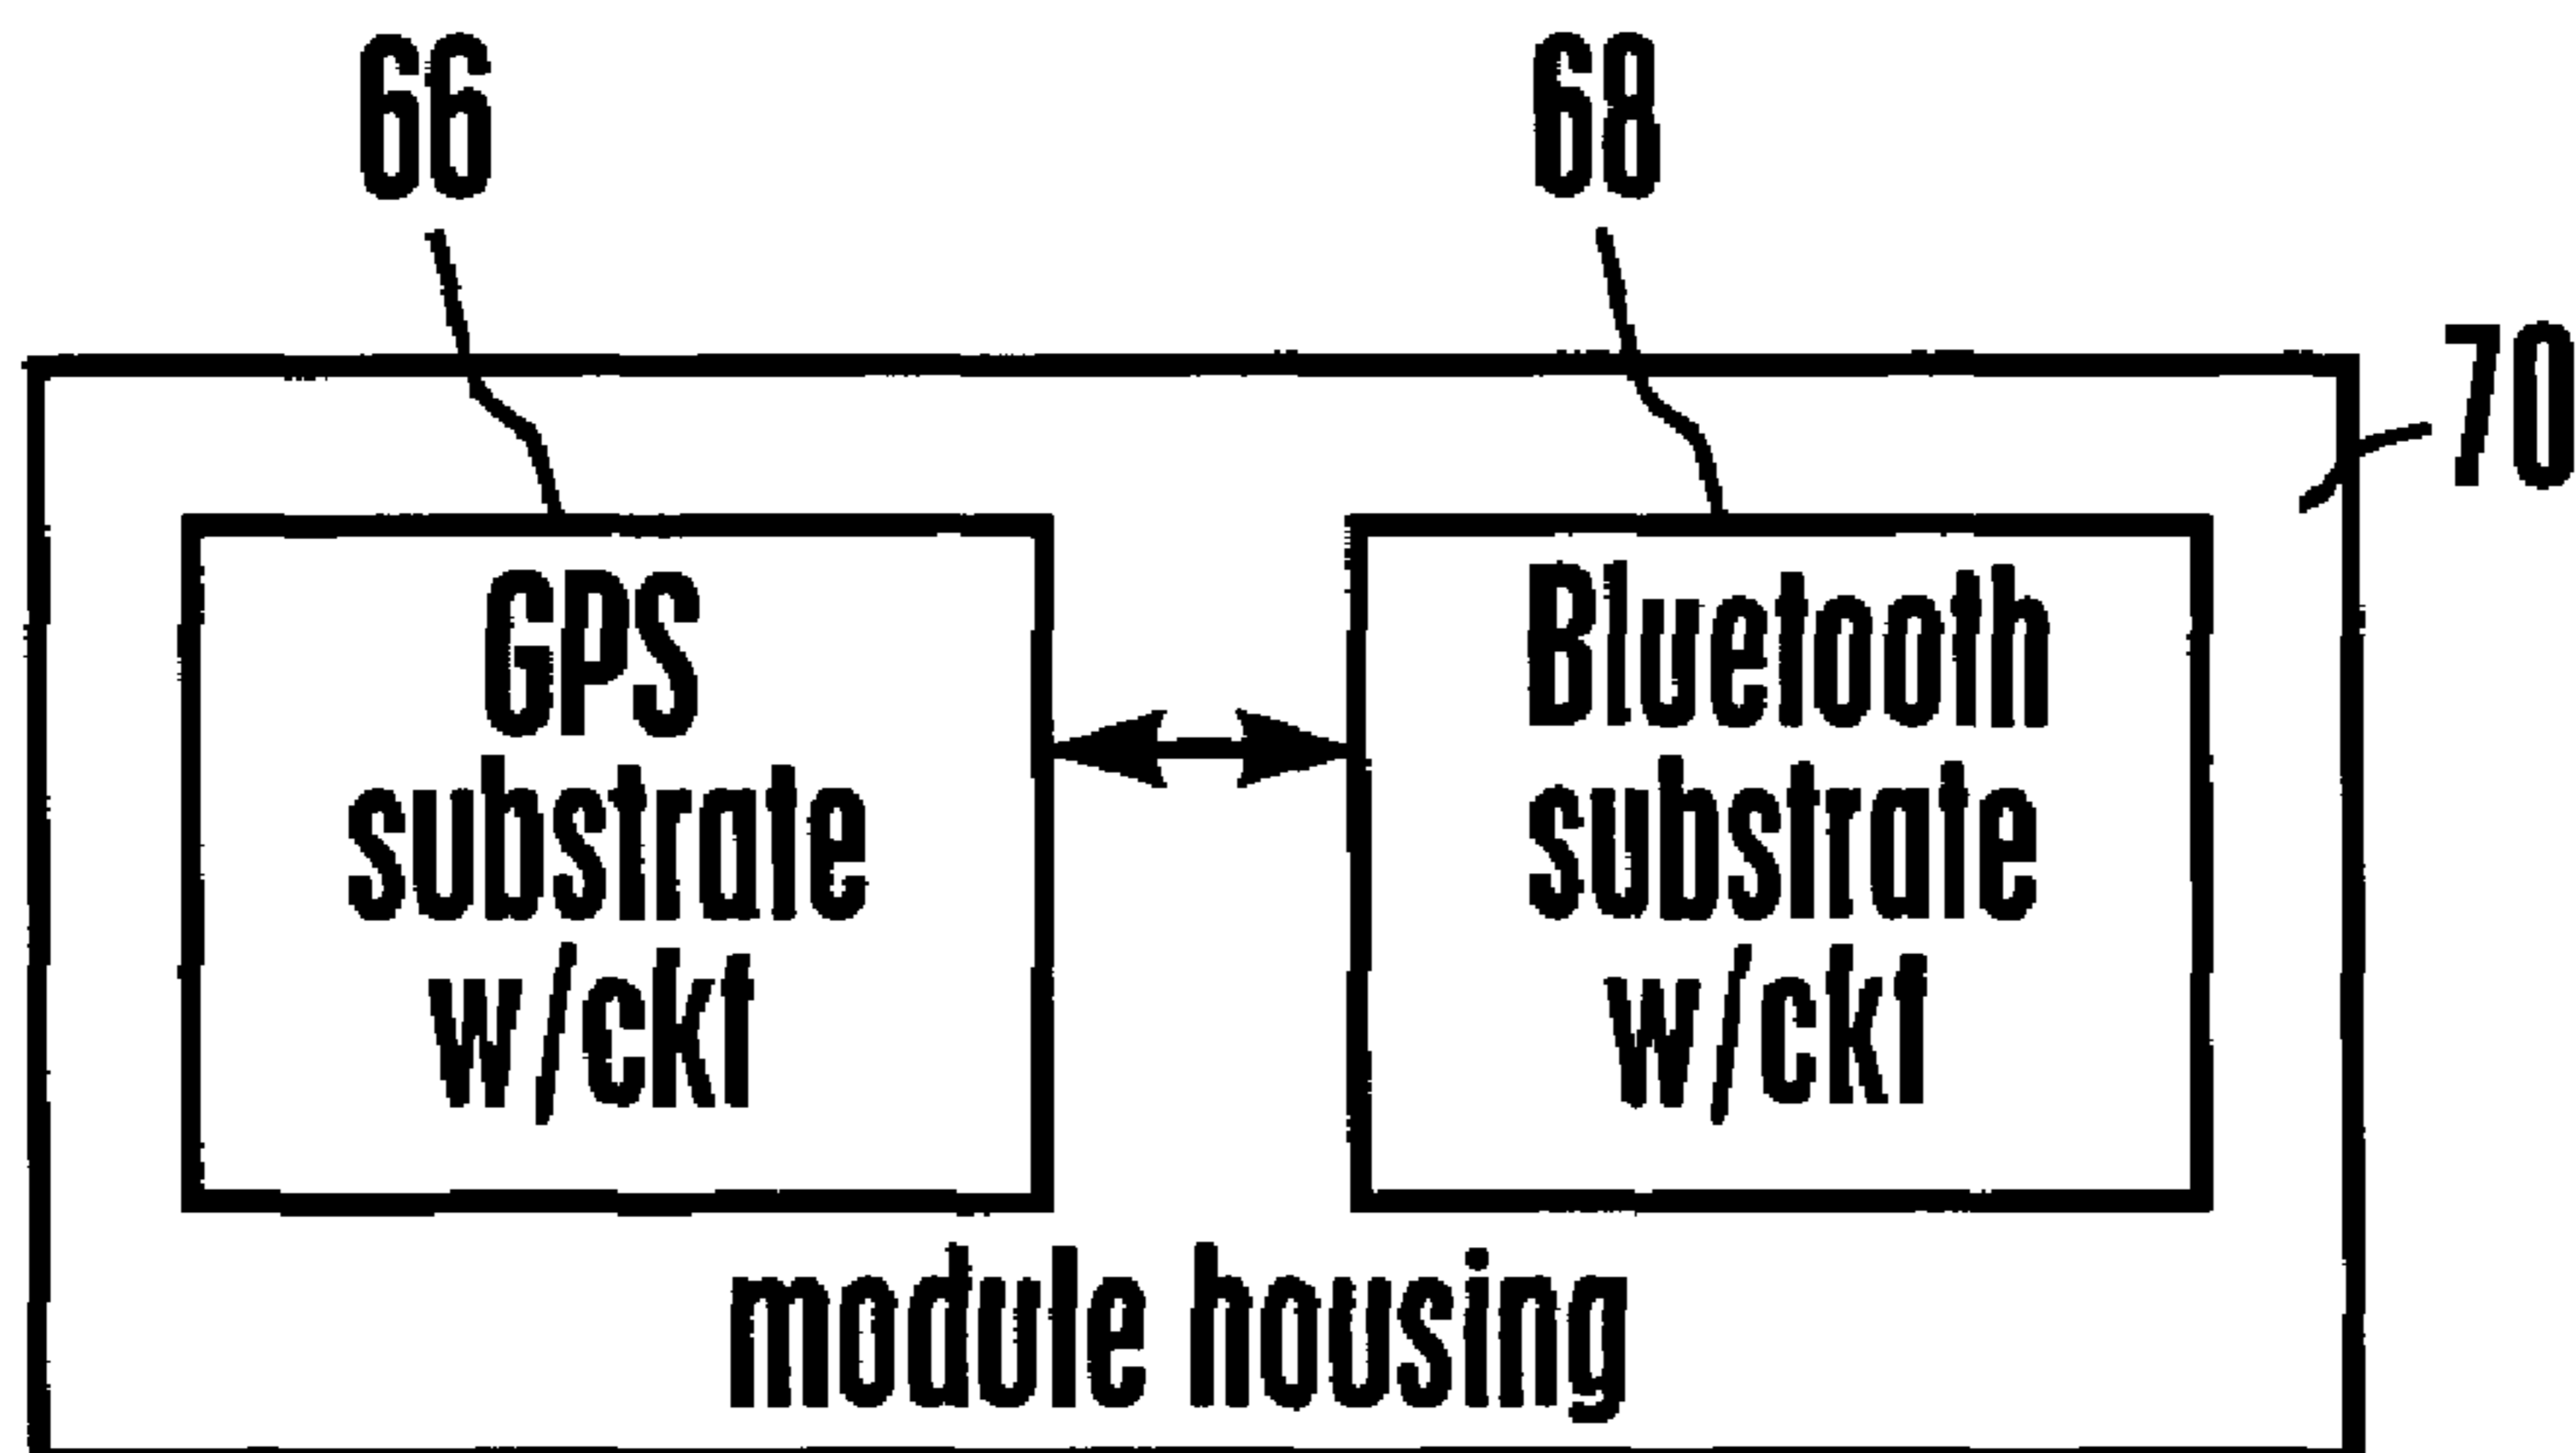 66
68
70
GPS
substrate
w/ckt
Bluetooth
substrate
w/ckt
module housing